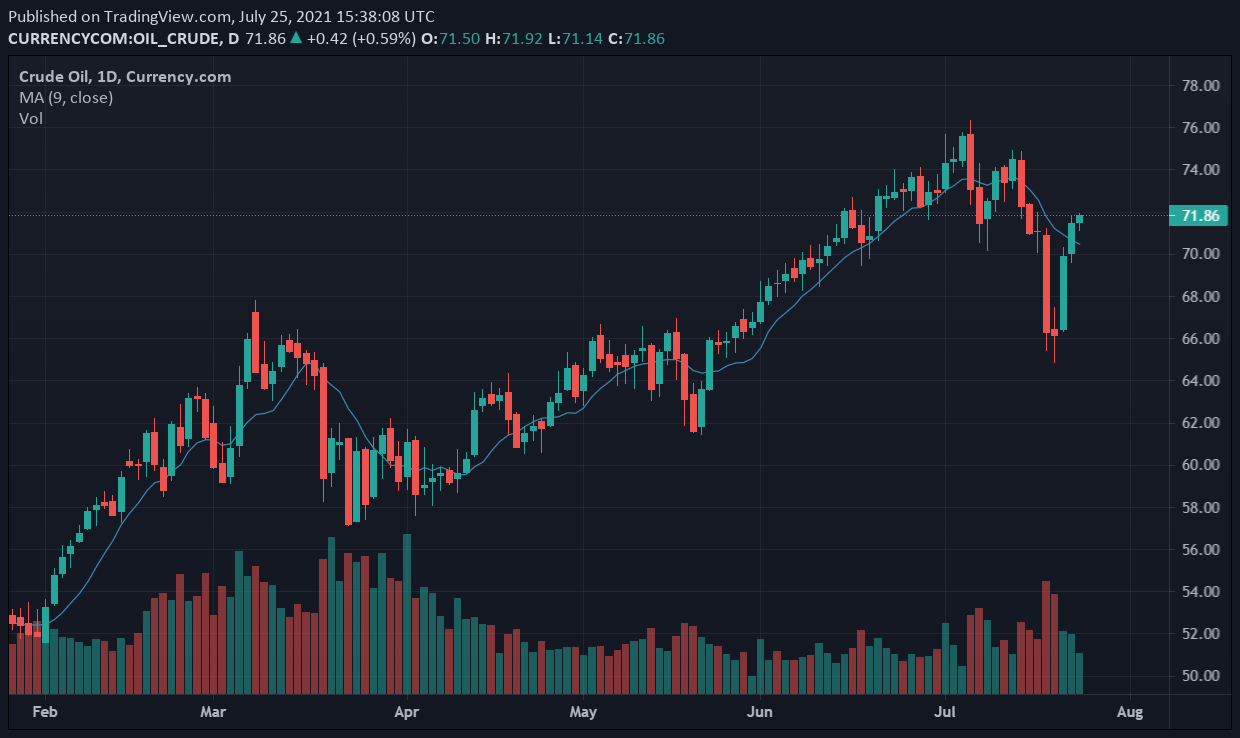 Published on TradingView.com, July 25, 2021 15:38:08 UTC
CURRENCYCOM:OIL_CRUDE, D 71.86 ▲ +0.42 (+0.59%) O:71.50 H:71.92 L:71.14 C:71.86
Crude Oil, 1D, Currency.com
MA (9, close)
Vol
78.00
76.00
74.00
71.86
70.00
68.00
66.00
64.00
62.00
60.00
58.00
56.00
54.00
52.00
50.00
Feb Mar Apr May Jun Jul Aug